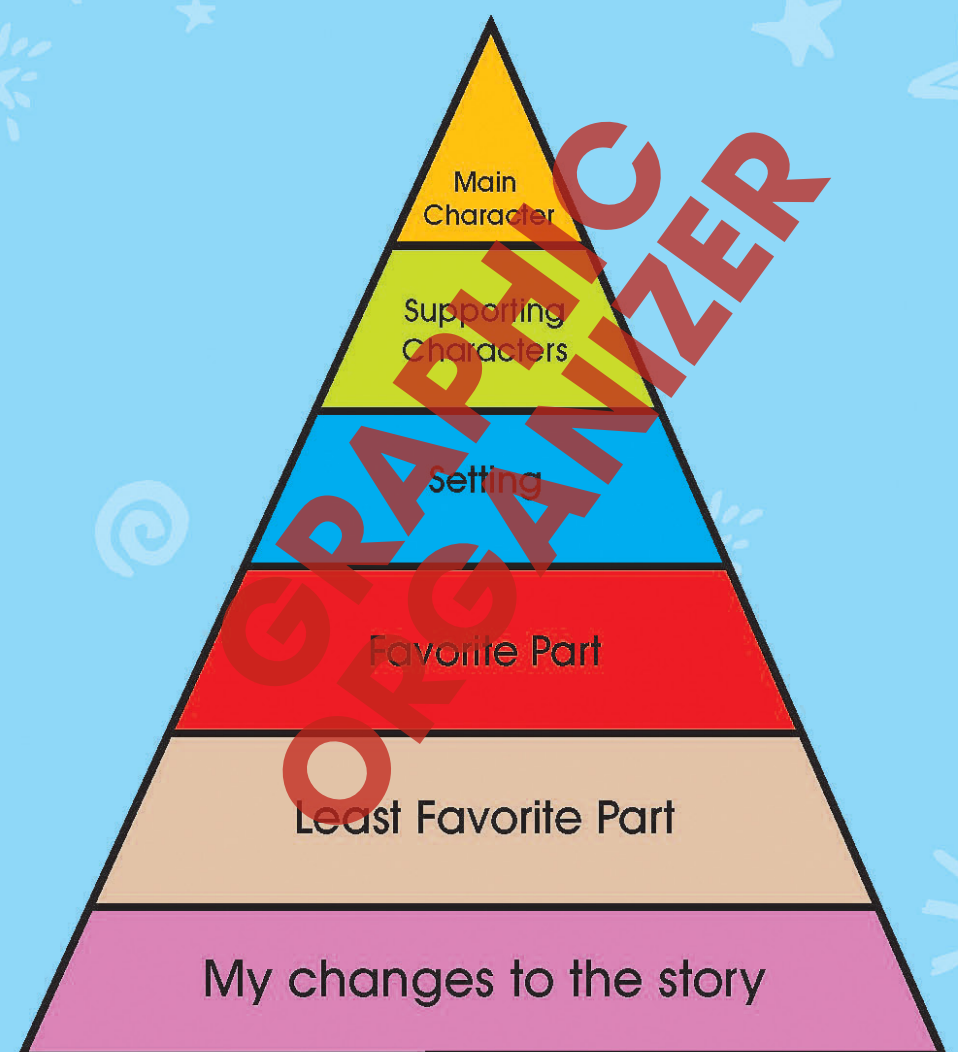 Main
Character
Supporting
Characters
Setting
Favorite Part
Least Favorite Part
My changes to the story
GRAPHIC
ORGANIZER